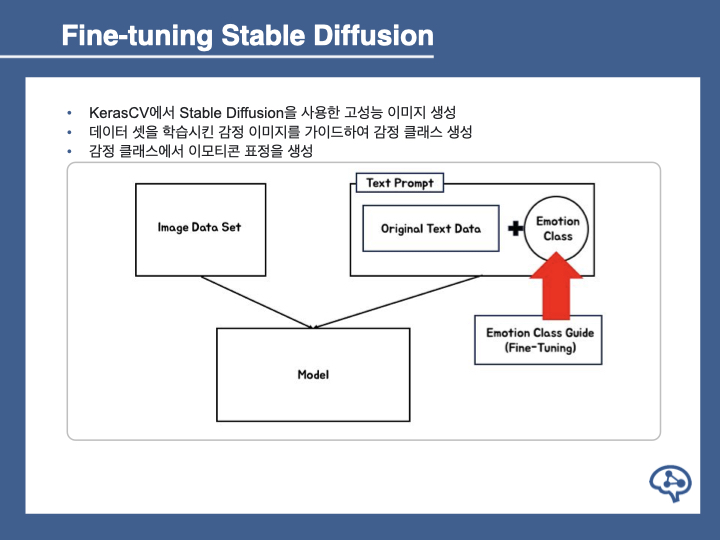 Fine-tuning Stable Diffusion
• KerasCV에서 Stable Diffusion을 사용한 고성능 이미지 생성
• 데이터 셋을 학습시킨 감정 이미지를 가이드하여 감정 클래스 생성
• 감정 클래스에서 이모티콘 표정을 생성
Text Prompt
Image Data Set
Original Text Data
+
Emotion
Class
Emotion Class Guide
(Fine-Tuning)
Model